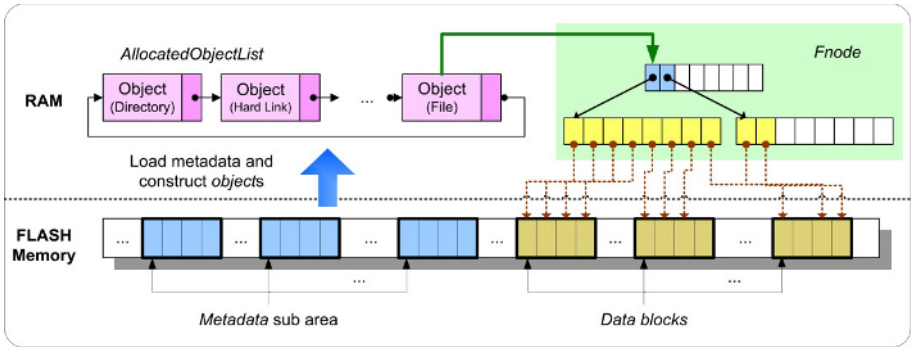 AllocatedObjectList
Fnode
RAM
Object
(Directory)
Object
(Hard Link)
...
Object
(File)
Load metadata and
construct objects
FLASH
Memory
...
...
...
...
...
...
...
...
Metadata sub area
Data blocks